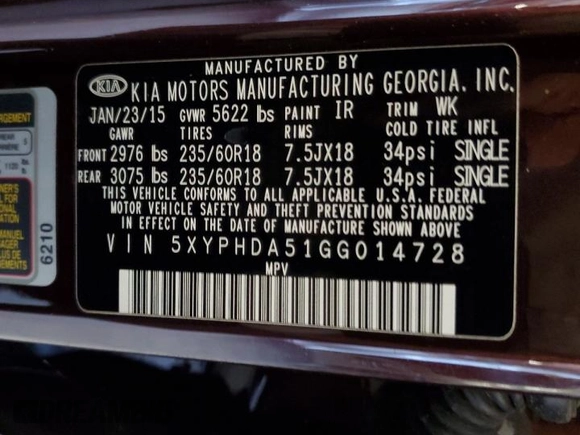 MANUFACTURED BY
KIA KIA MOTORS MANUFACTURING GEORGIA, INC.
JAN/23/15 GVWR 5622 lbs PAINT IR TRIM WK
GAWR TIRES RIMS COLD TIRE INFL
FRONT 2976 lbs 235/60R18 7.5JX18 34psi SINGLE
REAR 3075 lbs 235/60R18 7.5JX18 34psi SINGLE
THIS VEHICLE CONFORMS TO ALL APPLICABLE U.S.A. FEDERAL
MOTOR VEHICLE SAFETY AND THEFT PREVENTION STANDARDS
IN EFFECT ON THE DATE OF MANUFACTURE SHOWN ABOVE
VIN 5XYPHDA51GG014728
MPV
6210